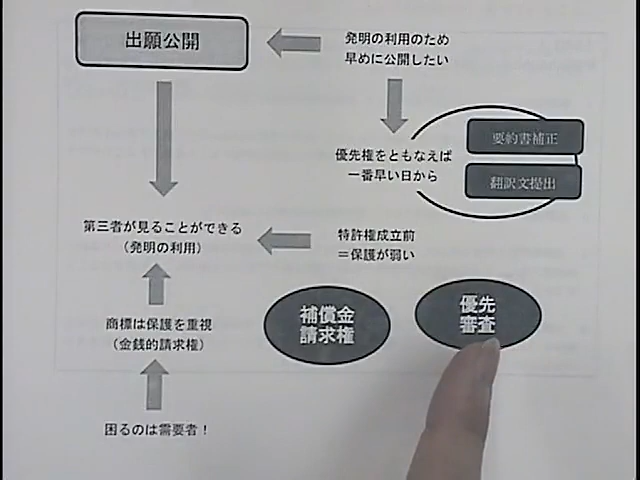 出願公開
発明の利用のため
早めに公開したい
優先権をともなえば
一番早い日から
要約書補正
翻訳文提出
第三者が見ることができる
（発明の利用）
特許権成立前
＝保護が弱い
補償金
請求権
優先
審査
商標は保護を重視
（金銭的請求権）
困るのは需要者！